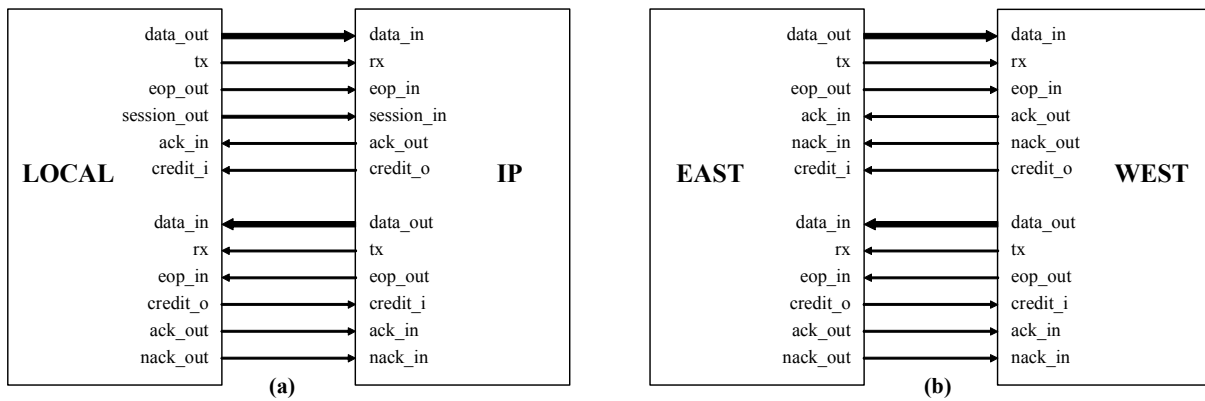 data_out data_in
tx rx
eop_out eop_in
session_out session_in
ack_in ack_out
credit_i credit_o
LOCAL IP
data_in data_out
rx tx
eop_in eop_out
credit_o credit_i
ack_out ack_in
nack_out nack_in
(a)
data_out data_in
tx rx
eop_out eop_in
ack_in ack_out
nack_in nack_out
credit_i credit_o
EAST WEST
data_in data_out
rx tx
eop_in eop_out
credit_o credit_i
ack_out ack_in
nack_out nack_in
(b)